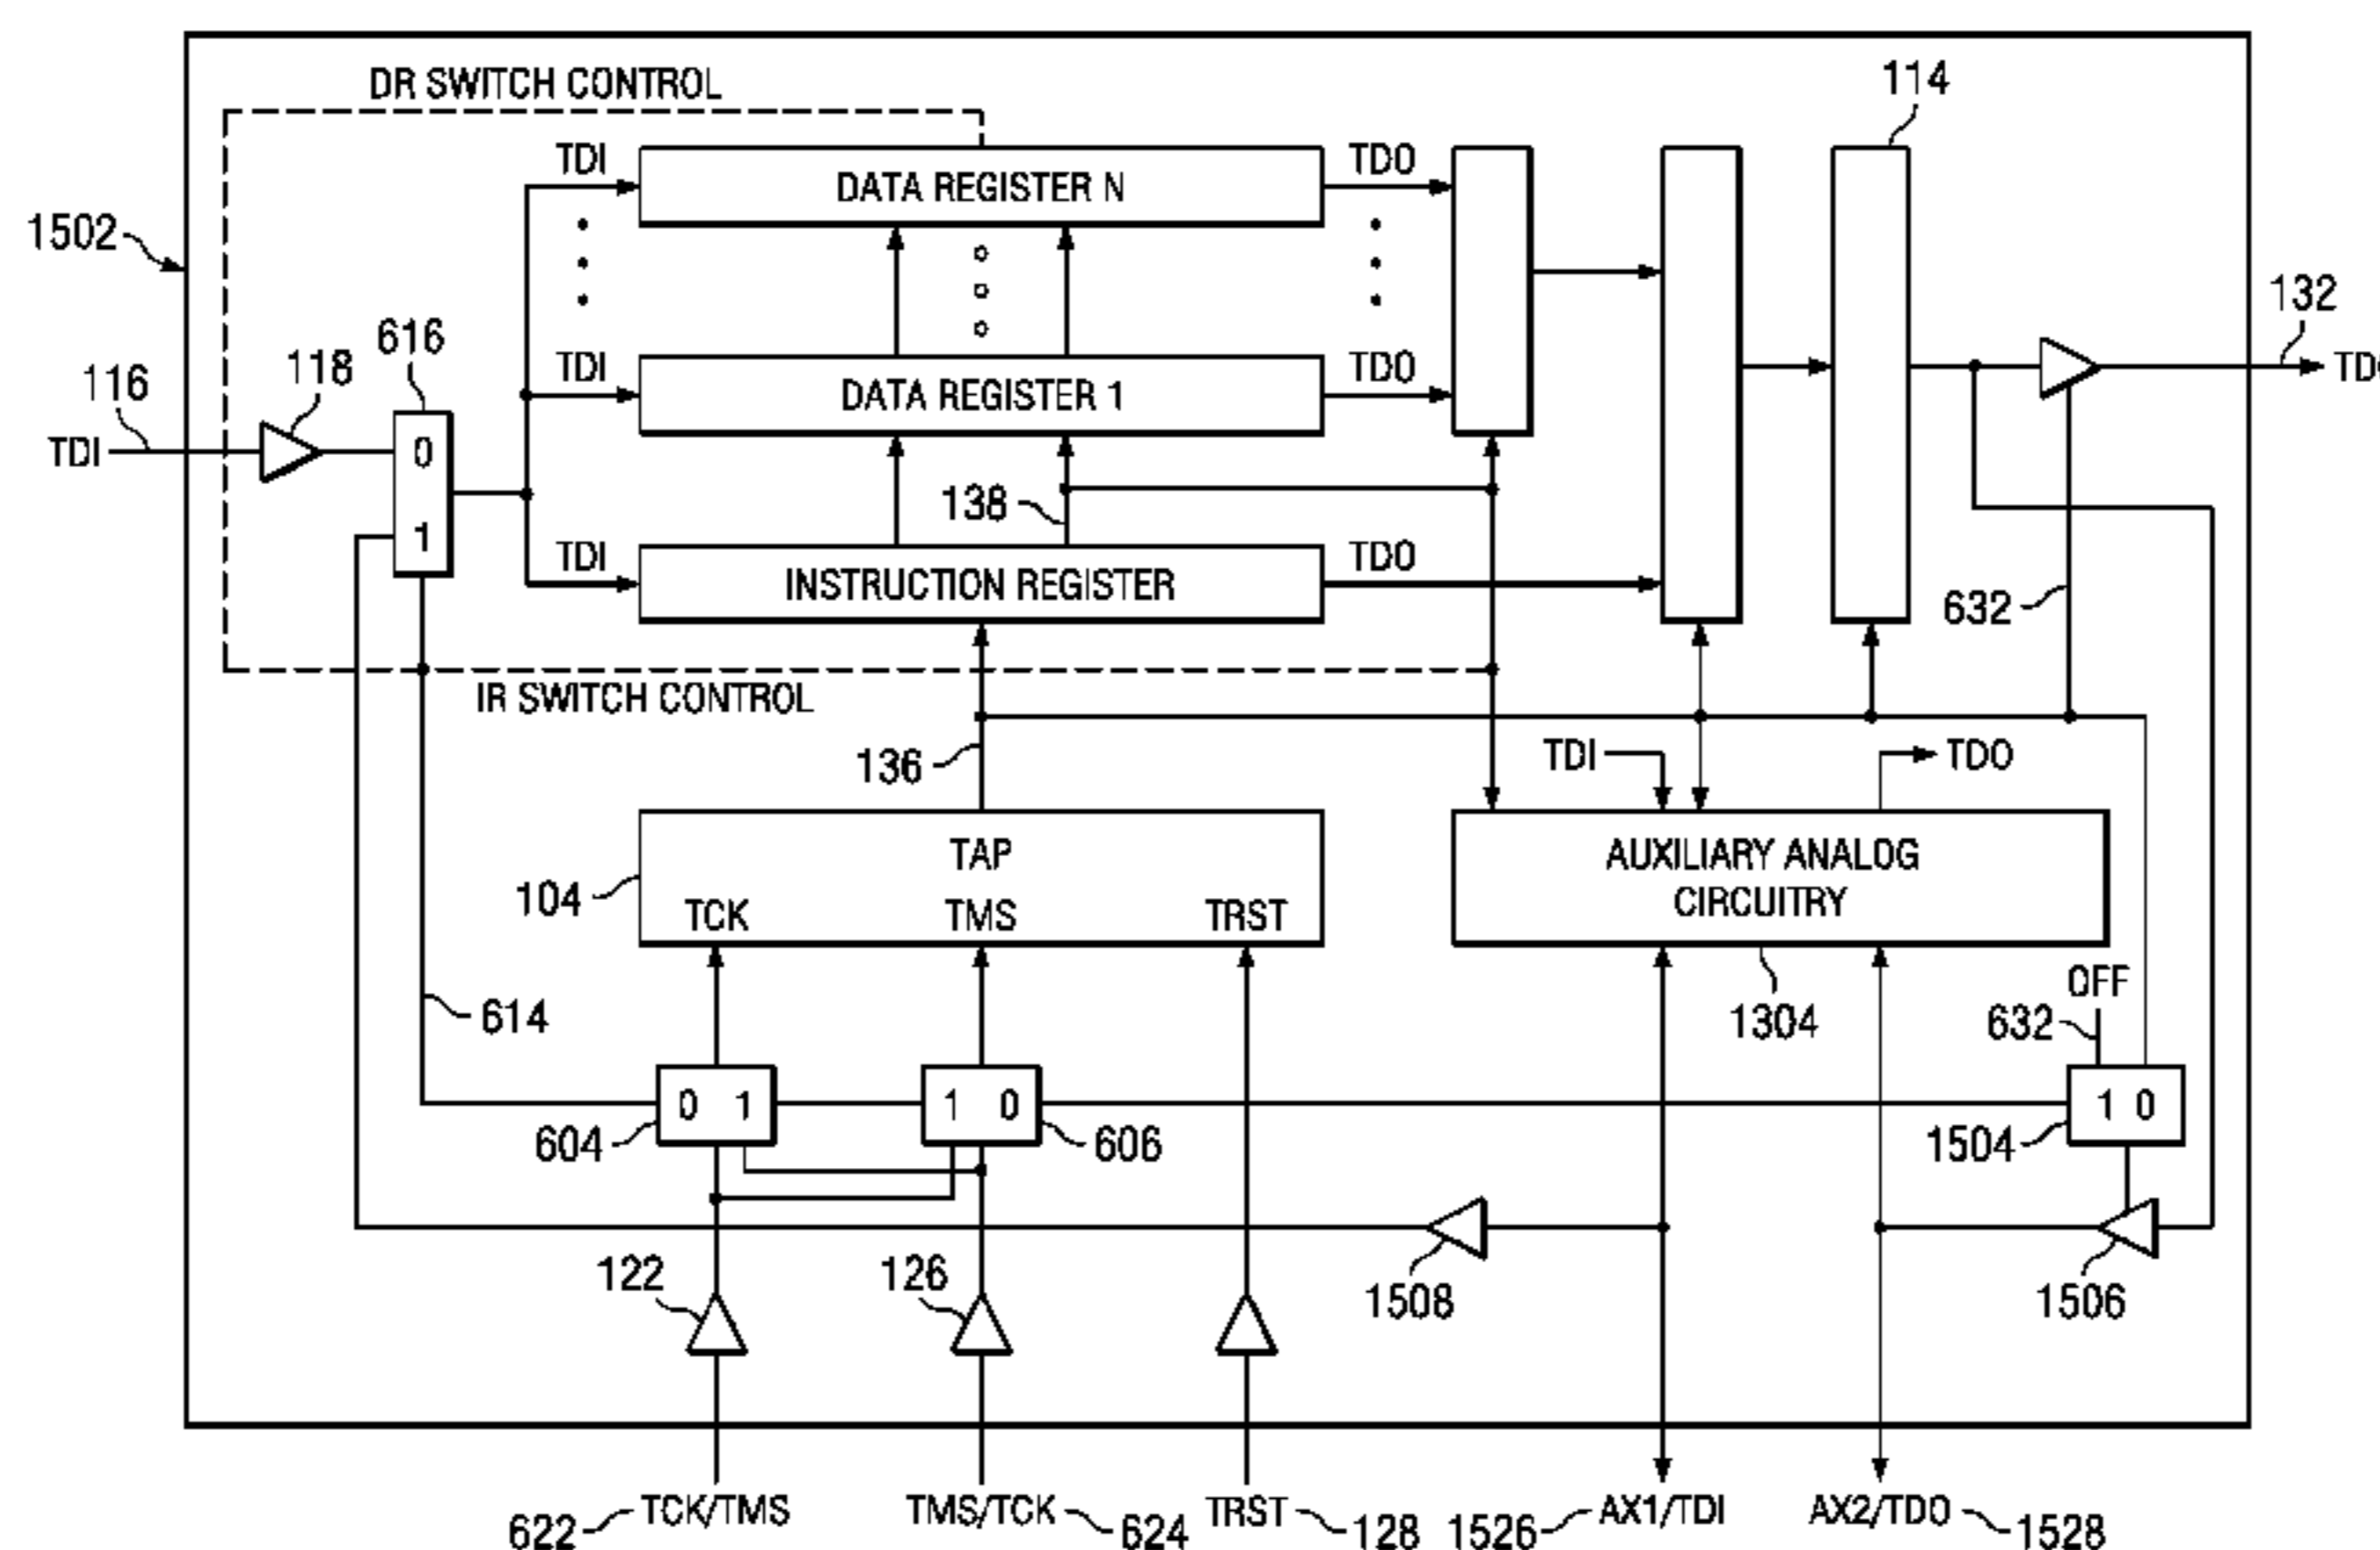 DR SWITCH CONTROL
114
TDI
DATA REGISTER N
TDO
1502
132
616
118
116
TDI
DATA REGISTER 1
TDO
TD
TDI
0
1
138
TDI
INSTRUCTION REGISTER
TDO
632
IR SWITCH CONTROL
136
TDI
TDO
TAP
104
TCK
TMS
TRST
AUXILIARY ANALOG
CIRCUITRY
OFF
614
1304
632
0 1
1 0
1 0
604
606
1504
122
126
1508
1506
622
TCK/TMS
TMS/TCK
624
TRST
128
1526
AX1/TDI
AX2/TDO
1528